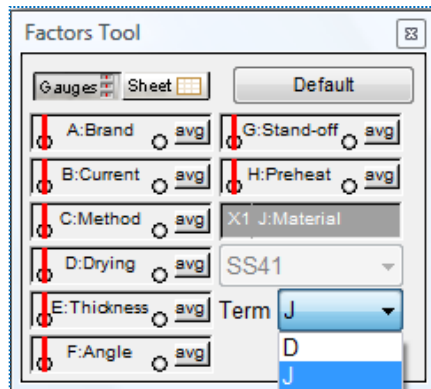 Factors Tool
Gauges Sheet Default
A:Brand avg G:Stand-off avg
B:Current avg H:Preheat avg
C:Method avg X1 J:Material
D:Drying avg SS41
E:Thickness avg Term J
F:Angle avg D
J